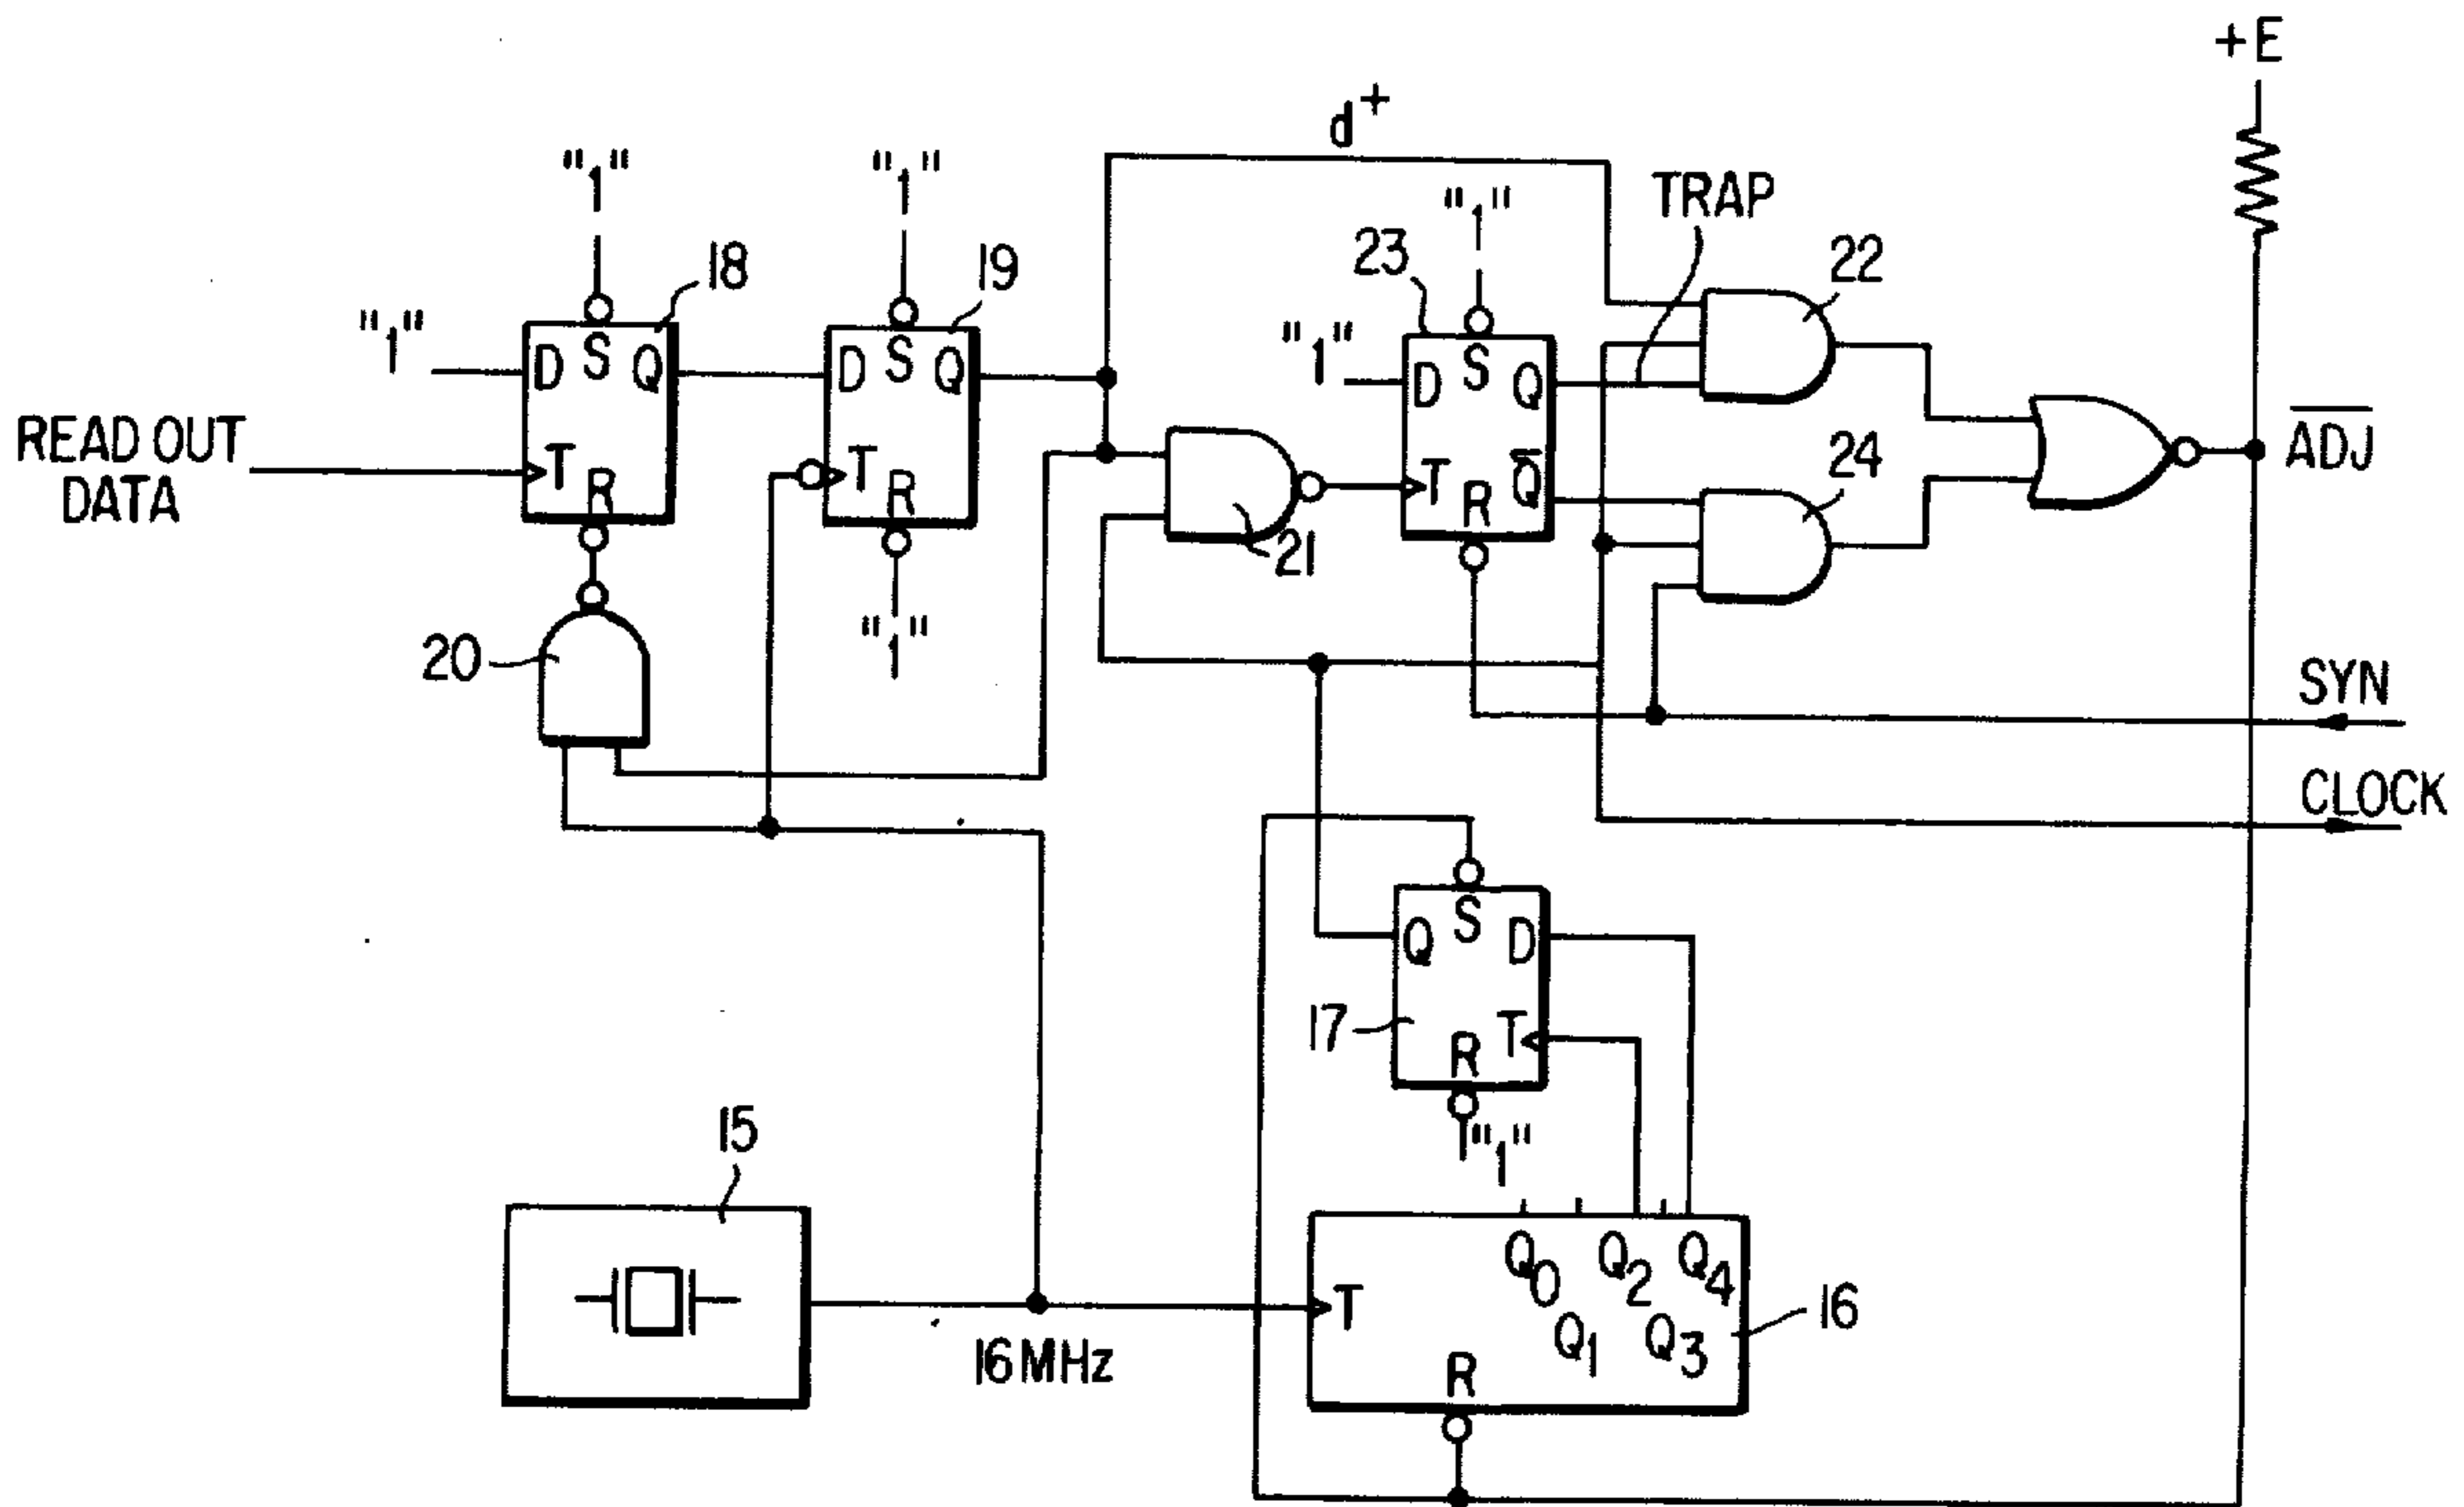 +E
d+
"1"
"1"
"1"
TRAP
18
19
23
22
"1"
"1"
D S Q
D S Q
D S Q
READ OUT
DATA
T
R
T
R
T
R
Q̅
24
A̅D̅J̅
21
20
"1"
SYN
CLOCK
Q S D
17
T
R
"1"
15
Q0
Q1
Q2
Q3
Q4
16
T
R
16MHz